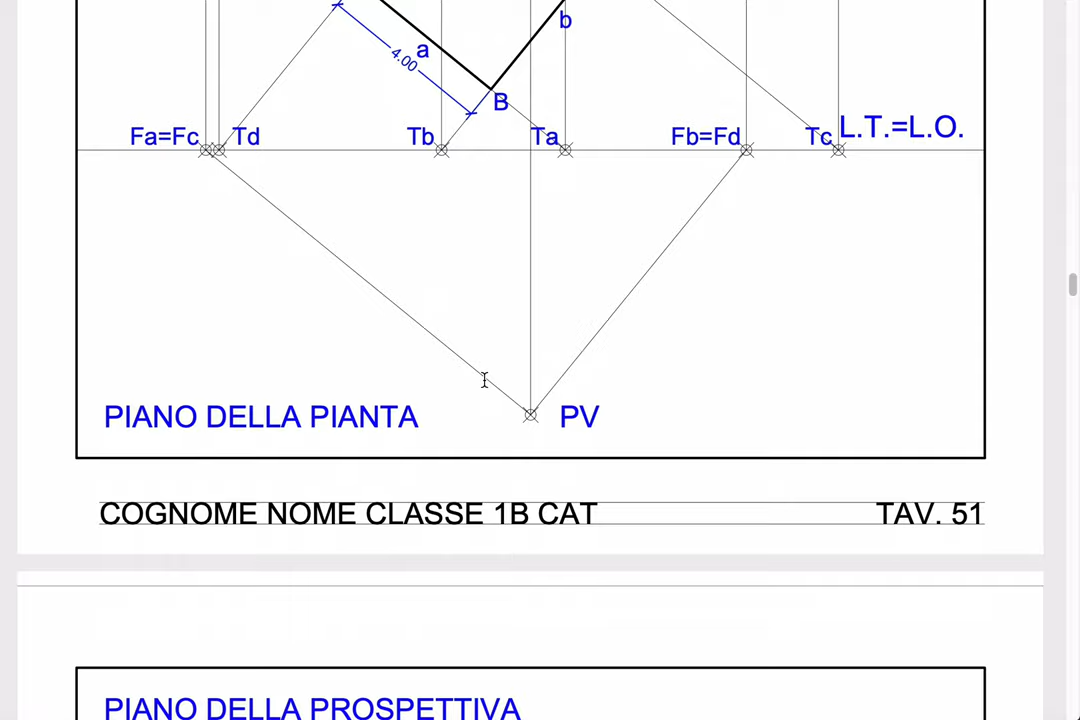 b
a
4.00
B
Fa=Fc Td Tb Ta Fb=Fd Tc L.T.=L.O.
PIANO DELLA PIANTA PV
COGNOME NOME CLASSE 1B CAT TAV. 51
PIANO DELLA PROSPETTIVA